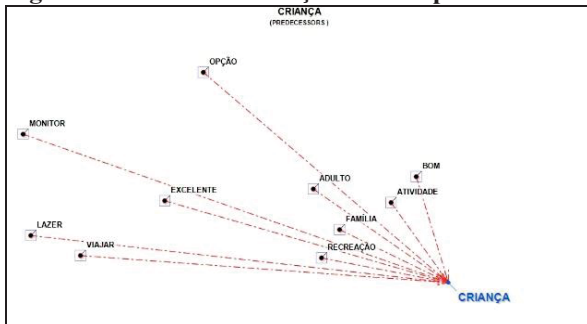 CRIANÇA
(PREDECESSORS)
OPÇÃO
MONITOR
BOM
ADULTO
EXCELENTE
ATIVIDADE
FAMÍLIA
LAZER
VIAJAR
RECREAÇÃO
CRIANÇA